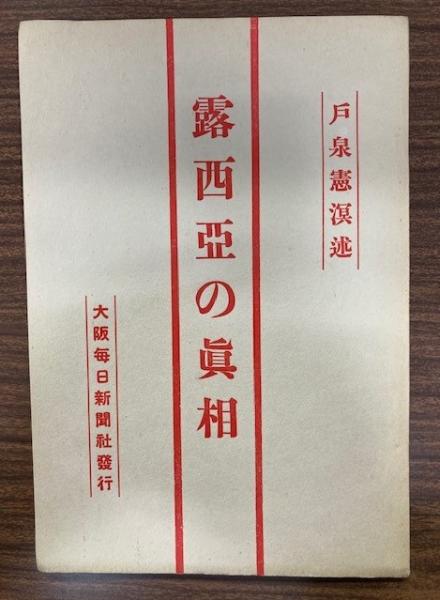 戸泉憲溟述
露西亞の眞相
大阪毎日新聞社發行